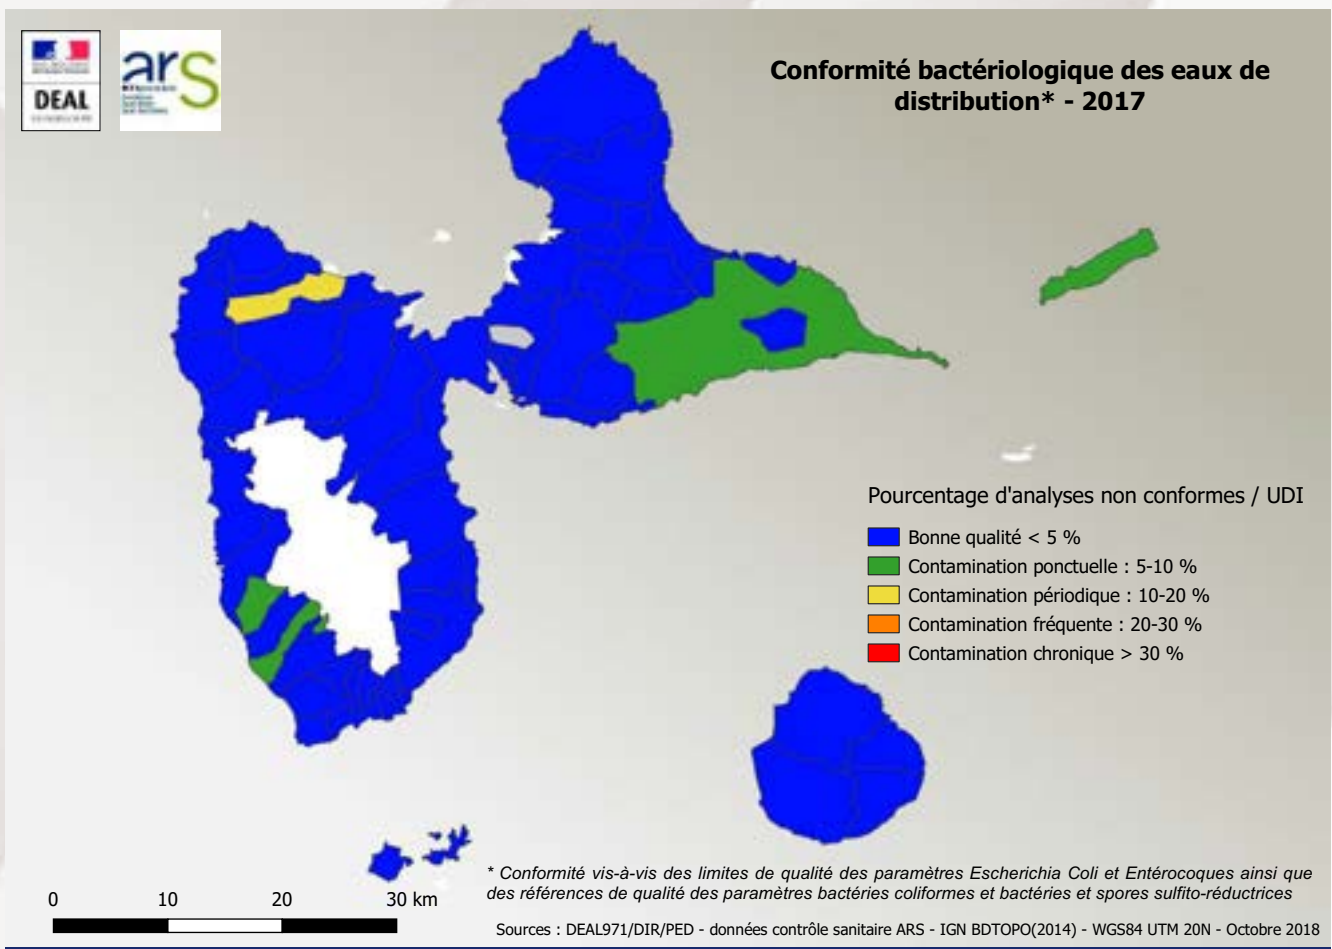 DEAL
ars
Conformité bactériologique des eaux de
distribution* - 2017
Pourcentage d'analyses non conformes / UDI
Bonne qualité < 5 %
Contamination ponctuelle : 5-10 %
Contamination périodique : 10-20 %
Contamination fréquente : 20-30 %
Contamination chronique > 30 %
* Conformité vis-à-vis des limites de qualité des paramètres Escherichia Coli et Entérocoques ainsi que
des références de qualité des paramètres bactéries coliformes et bactéries et spores sulfito-réductrices
0 10 20 30 km
Sources : DEAL971/DIR/PED - données contrôle sanitaire ARS - IGN BDTOPO(2014) - WGS84 UTM 20N - Octobre 2018